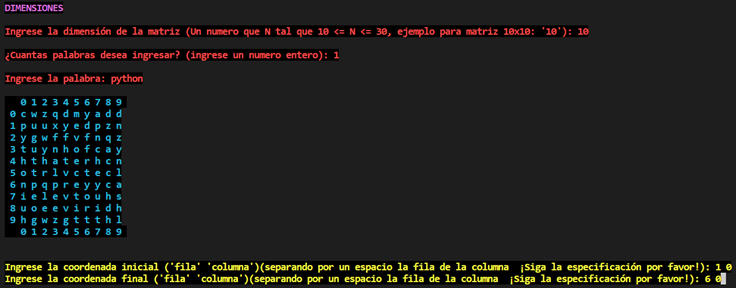 DIMENSIONES
Ingrese la dimensión de la matriz (Un numero que N tal que 10 <= N <= 30, ejemplo para matriz 10x10: '10'): 10
¿Cuantas palabras desea ingresar? (ingrese un numero entero): 1
Ingrese la palabra: python
0 1 2 3 4 5 6 7 8 9
0 c w z q d m y a d d
1 p u u x y e d p z n
2 y g w f f v f n q z
3 t u y n h o f c a y
4 h t h a t e r h c n
5 o t r l v c t e c l
6 n p q p r e y y c a
7 i e l e v t o u h s
8 u o e e v i r i d h
9 h g w z g t t t h l
0 1 2 3 4 5 6 7 8 9
Ingrese la coordenada inicial ('fila' 'columna')(separando por un espacio la fila de la columna ¡Siga la especificación por favor!): 1 0
Ingrese la coordenada final ('fila' 'columna')(separando por un espacio la fila de la columna ¡Siga la especificación por favor!): 6 0